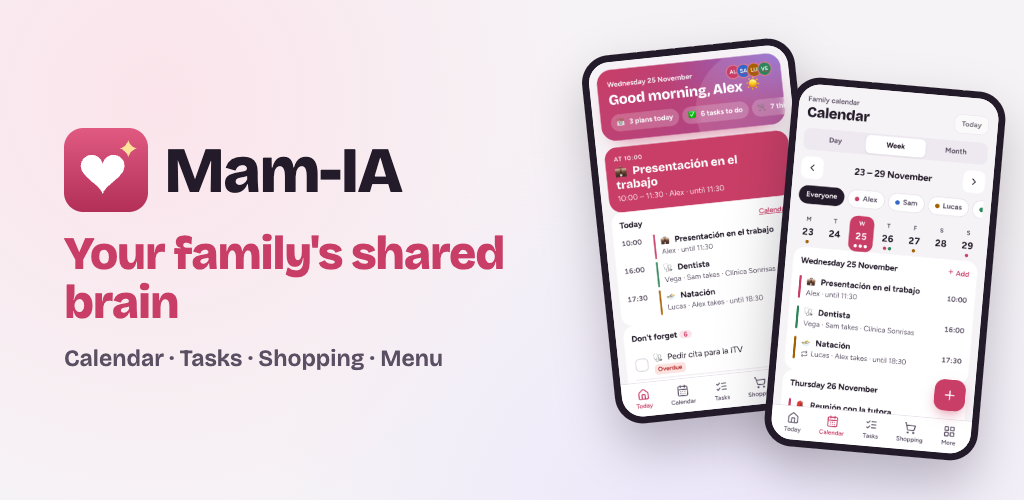 Mam-IA
Your family's shared
brain
Calendar · Tasks · Shopping · Menu
Wednesday 25 November
AL SA LU VE
Good morning, Alex
3 plans today
5 tasks to do
AT 10:00
Presentación en el
trabajo
10:00 – 11:30 · Alex · until 11:30
Today
10:00 Presentación en el trabajo
Alex · until 11:30
16:00 Dentista
Vega · Sam takes · Clínica Sonrisas
17:30 Natación
Lucas · Alex takes · until 18:30
Don't forget 6
Pedir cita para la ITV
Overdue
Today Calendar Tasks
Family calendar
Calendar
Today
Day Week Month
23 – 29 November
Everyone Alex Sam Lucas
M T W T F S S
23 24 25 26 27 28 29
Wednesday 25 November
+ Add
Presentación en el trabajo 10:00
Alex · until 11:30
Dentista 16:00
Vega · Sam takes · Clínica Sonrisas
Natación 17:30
Lucas · Alex takes · until 18:30
Thursday 26 November
Reunión con la tutora
+
Today Calendar Tasks Shopping More